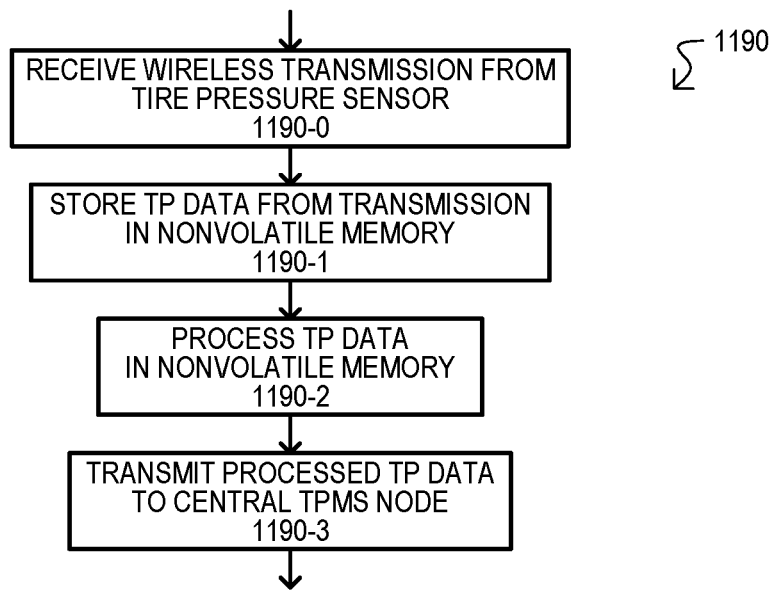 1190
RECEIVE WIRELESS TRANSMISSION FROM
TIRE PRESSURE SENSOR
1190-0
STORE TP DATA FROM TRANSMISSION
IN NONVOLATILE MEMORY
1190-1
PROCESS TP DATA
IN NONVOLATILE MEMORY
1190-2
TRANSMIT PROCESSED TP DATA
TO CENTRAL TPMS NODE
1190-3